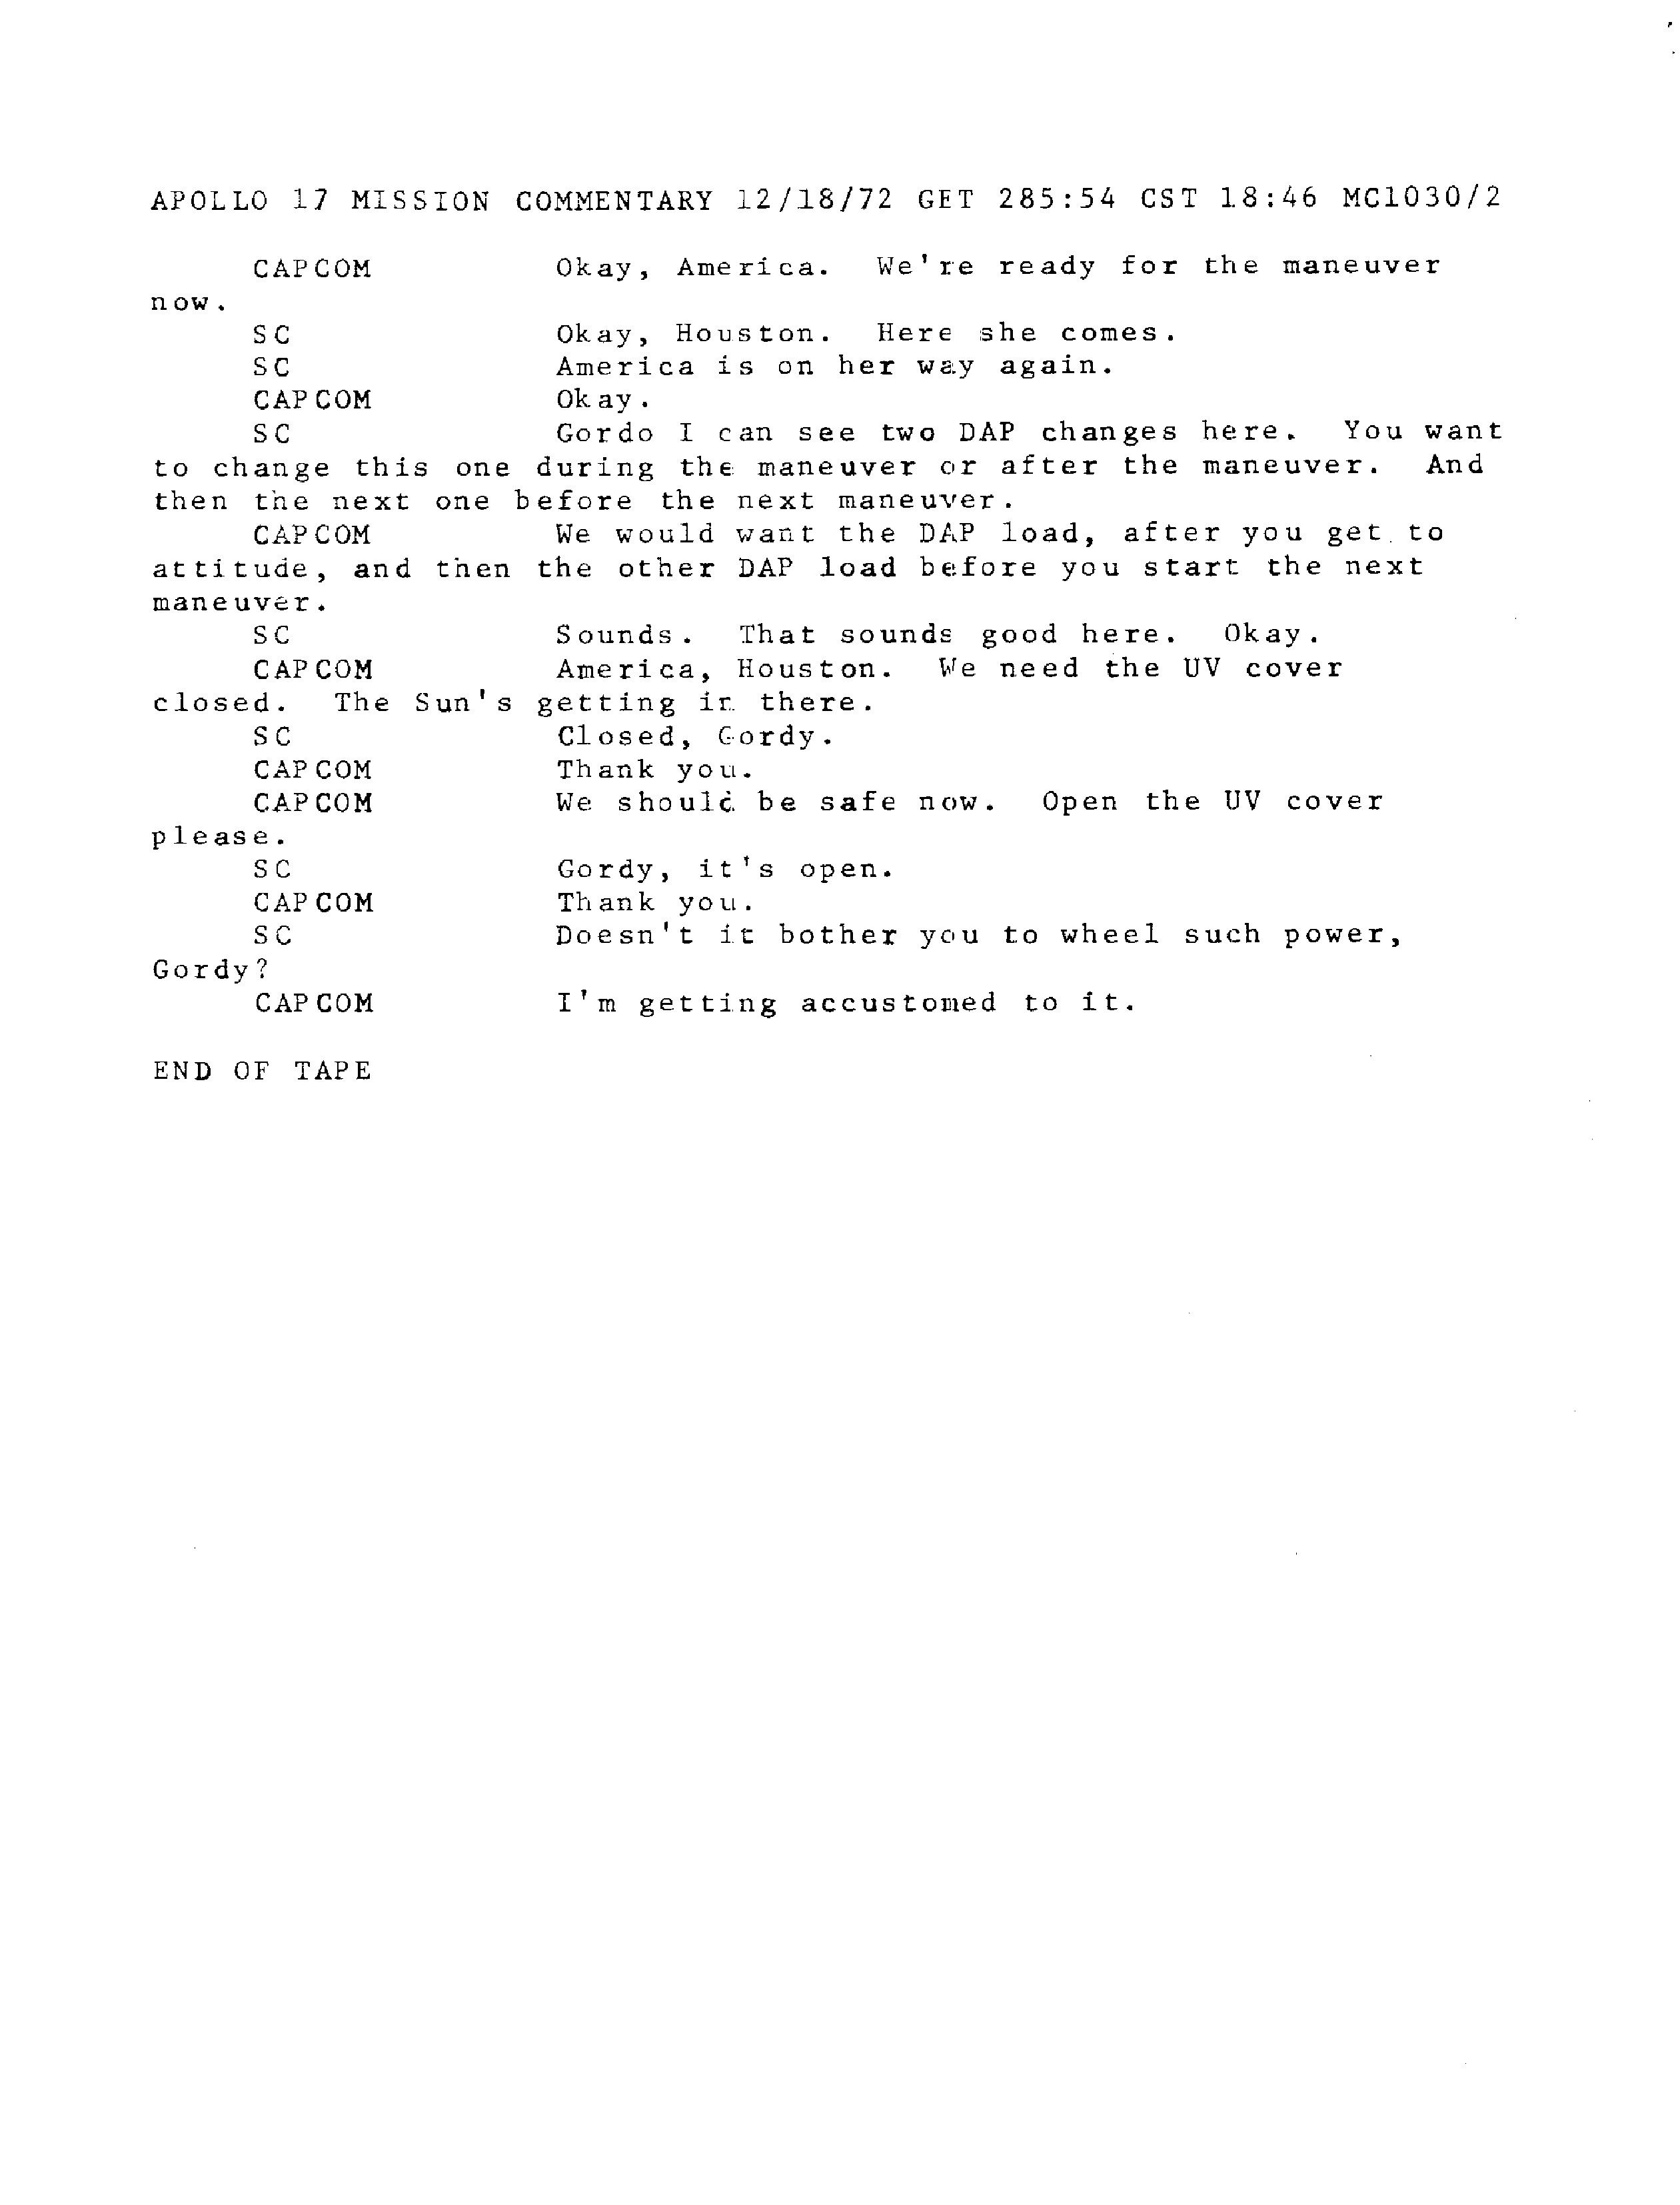 APOLLO 17 MISSION COMMENTARY 12/18/72 GET 285:54 CST 18:46 MC1030/2
CAPCOM Okay, America. We're ready for the maneuver
now.
SC Okay, Houston. Here she comes.
SC America is on her way again.
CAPCOM Okay.
SC Gordo I can see two DAP changes here. You want
to change this one during the maneuver or after the maneuver. And
then the next one before the next maneuver.
CAPCOM We would want the DAP load, after you get to
attitude, and then the other DAP load before you start the next
maneuver.
SC Sounds. That sounds good here. Okay.
CAPCOM America, Houston. We need the UV cover
closed. The Sun's getting in there.
SC Closed, Gordy.
CAPCOM Thank you.
CAPCOM We should be safe now. Open the UV cover
please.
SC Gordy, it's open.
CAPCOM Thank you.
SC Doesn't it bother you to wheel such power,
Gordy?
CAPCOM I'm getting accustomed to it.
END OF TAPE